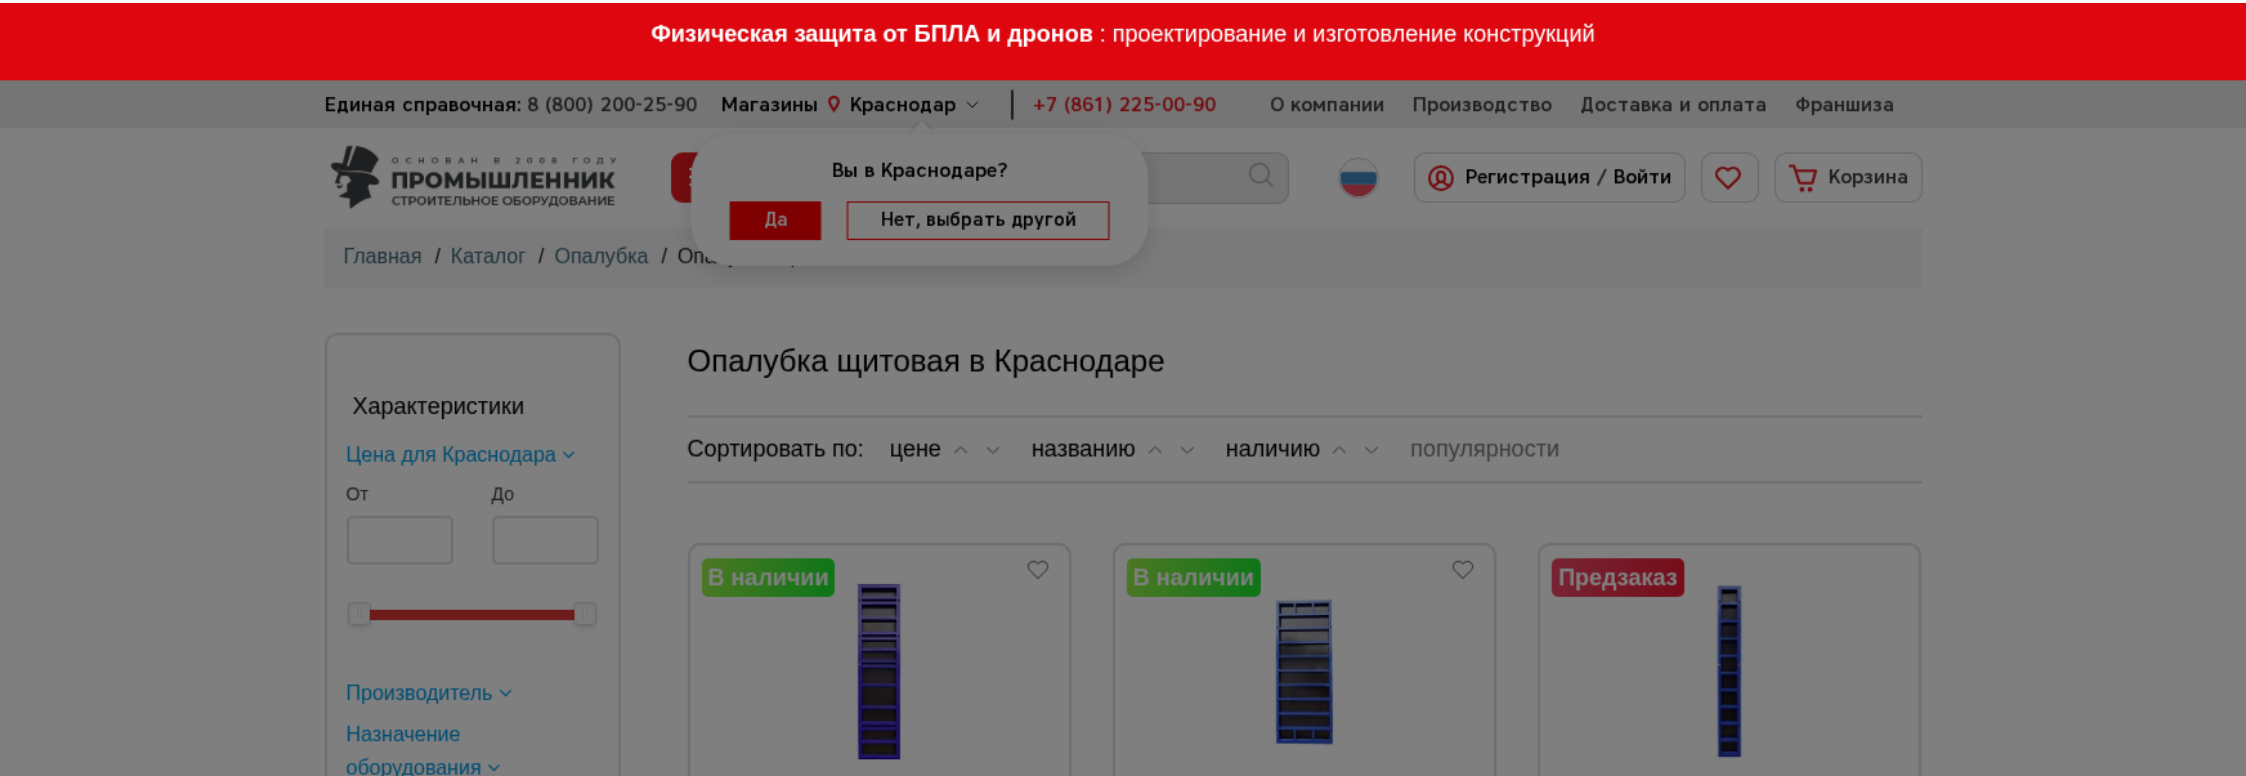 Физическая защита от БПЛА и дронов : проектирование и изготовление конструкций
Единая справочная: 8 (800) 200-25-90 Магазины Краснодар +7 (861) 225-00-90 О компании Производство Доставка и оплата Франшиза
ОСНОВАН В 2008 ГОДУ
ПРОМЫШЛЕННИК
СТРОИТЕЛЬНОЕ ОБОРУДОВАНИЕ
Вы в Краснодаре?
Да Нет, выбрать другой
Регистрация / Войти Корзина
Главная / Каталог / Опалубка /
Опалубка щитовая в Краснодаре
Характеристики
Цена для Краснодара
От До
Производитель
Назначение
оборудования
Сортировать по: цене названию наличию популярности
В наличии В наличии Предзаказ